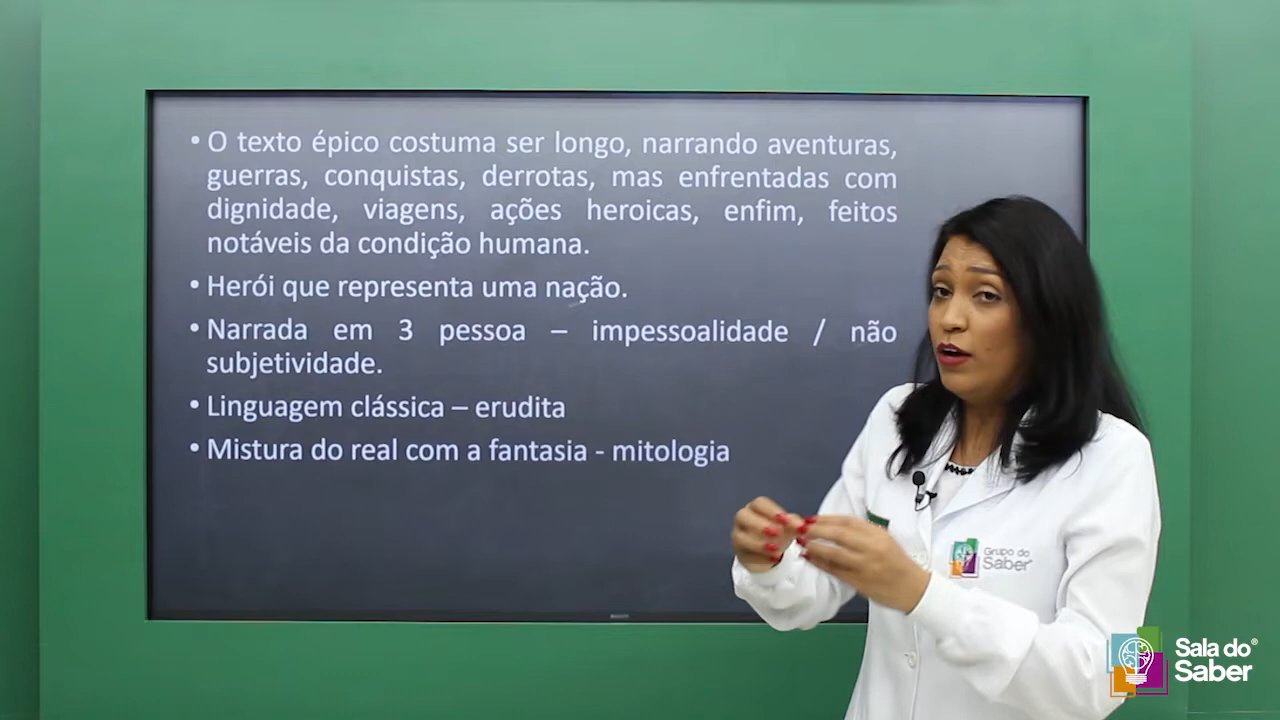 • O texto épico costuma ser longo, narrando aventuras,
guerras, conquistas, derrotas, mas enfrentadas com
dignidade, viagens, ações heroicas, enfim, feitos
notáveis da condição humana.
• Herói que representa uma nação.
• Narrada em 3 pessoa – impessoalidade / não
subjetividade.
• Linguagem clássica – erudita
• Mistura do real com a fantasia - mitologia
Grupo do
Saber
Sala do®
Saber